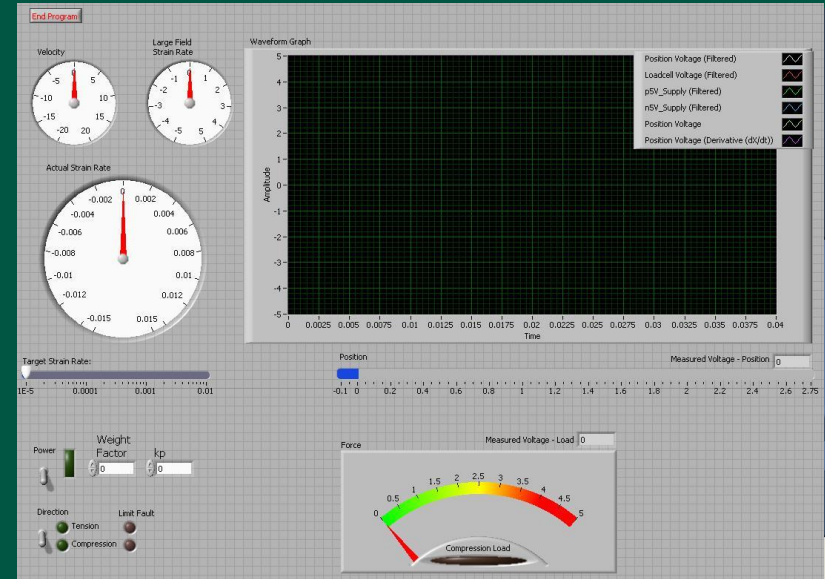 End Program
Velocity
-20 -15 -10 -5 0 5 10 15 20
Large Field
Strain Rate
-5 -4 -3 -2 -1 0 1 2 3 4 5
Actual Strain Rate
-0.015 -0.012 -0.01 -0.008 -0.006 -0.004 -0.002 0 0.002 0.004 0.006 0.008 0.01 0.012 0.015
Waveform Graph
Amplitude
5
4
3
2
1
0
-1
-2
-3
-4
-5
0 0.0025 0.005 0.0075 0.01 0.0125 0.015 0.0175 0.02 0.0225 0.025 0.0275 0.03 0.0325 0.035 0.0375 0.04
Time
Position Voltage (Filtered)
Loadcell Voltage (Filtered)
p5V_Supply (Filtered)
n5V_Supply (Filtered)
Position Voltage
Position Voltage (Derivative (dX/dt))
Target Strain Rate:
1E-5 0.0001 0.001 0.01
Position
Measured Voltage - Position 0
-0.1 0 0.2 0.4 0.6 0.8 1 1.2 1.4 1.6 1.8 2 2.2 2.4 2.6 2.75
Power
Weight
Factor
0
kp
0
Direction
Tension
Compression
Limit Fault
Force
Measured Voltage - Load 0
0 0.5 1 1.5 2 2.5 3 3.5 4 4.5 5
Compression Load